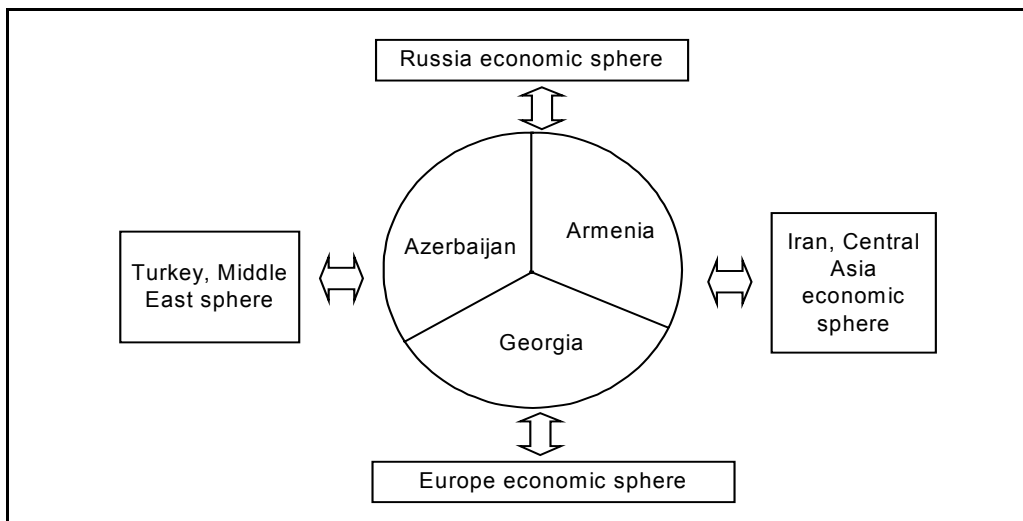 Russia economic sphere
Azerbaijan
Armenia
Turkey, Middle
East sphere
Iran, Central
Asia
economic
sphere
Georgia
Europe economic sphere